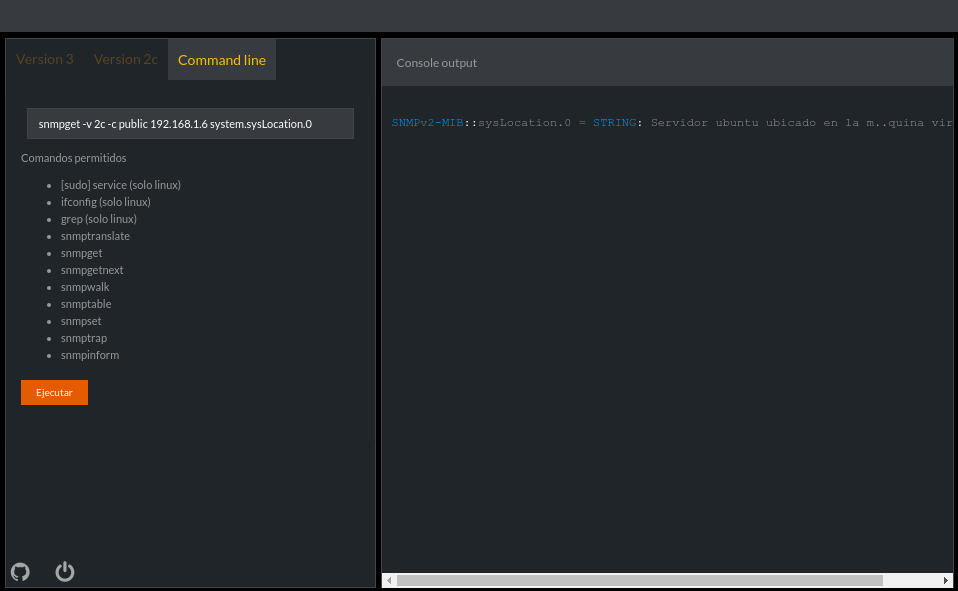 Version 3 Version 2c Command line
snmpget -v 2c -c public 192.168.1.6 system.sysLocation.0
Comandos permitidos
[sudo] service (solo linux)
ifconfig (solo linux)
grep (solo linux)
snmptranslate
snmpget
snmpgetnext
snmpwalk
snmptable
snmpset
snmptrap
snmpinform
Ejecutar
Console output
SNMPv2-MIB::sysLocation.0 = STRING: Servidor ubuntu ubicado en la m..quina vir